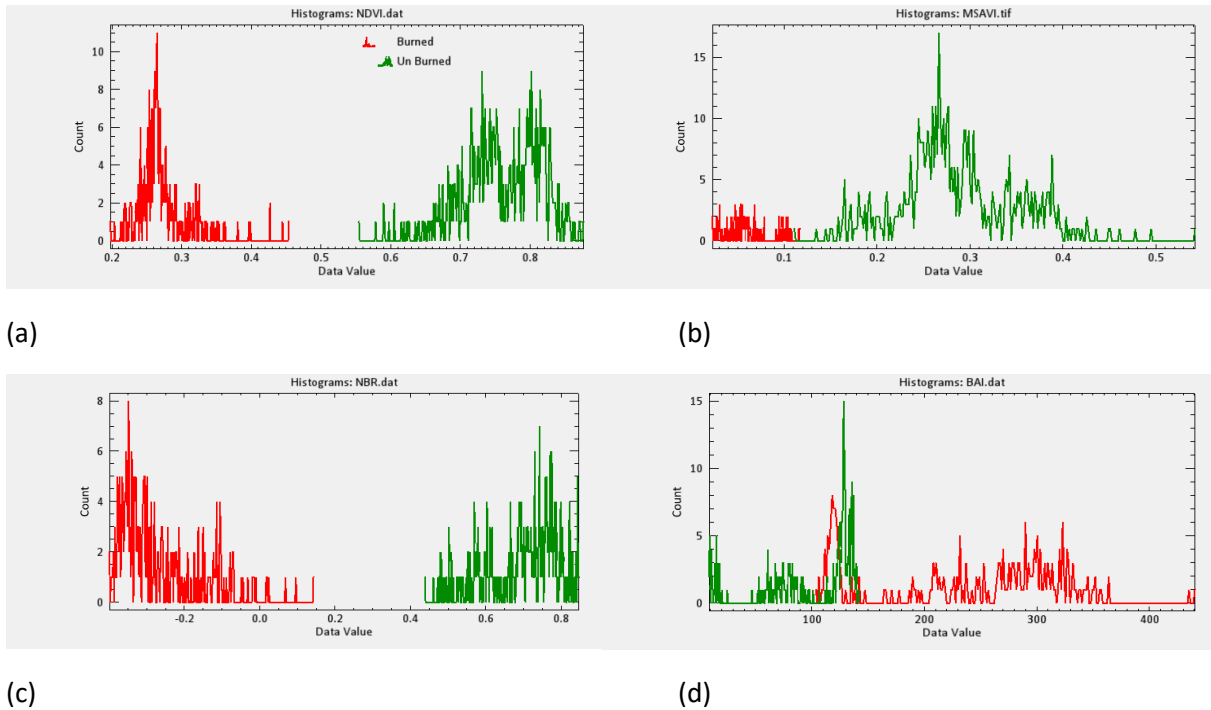 Histograms: NDVI.dat
Burned
Un Burned
10
8
6
4
2
0
Count
0.2 0.3 0.4 0.5 0.6 0.7 0.8
Data Value
(a)
Histograms: MSAVI.tif
15
10
5
0
Count
0.1 0.2 0.3 0.4 0.5
Data Value
(b)
Histograms: NBR.dat
8
6
4
2
0
Count
-0.2 0.0 0.2 0.4 0.6 0.8
Data Value
(c)
Histograms: BAI.dat
15
10
5
0
Count
100 200 300 400
Data Value
(d)